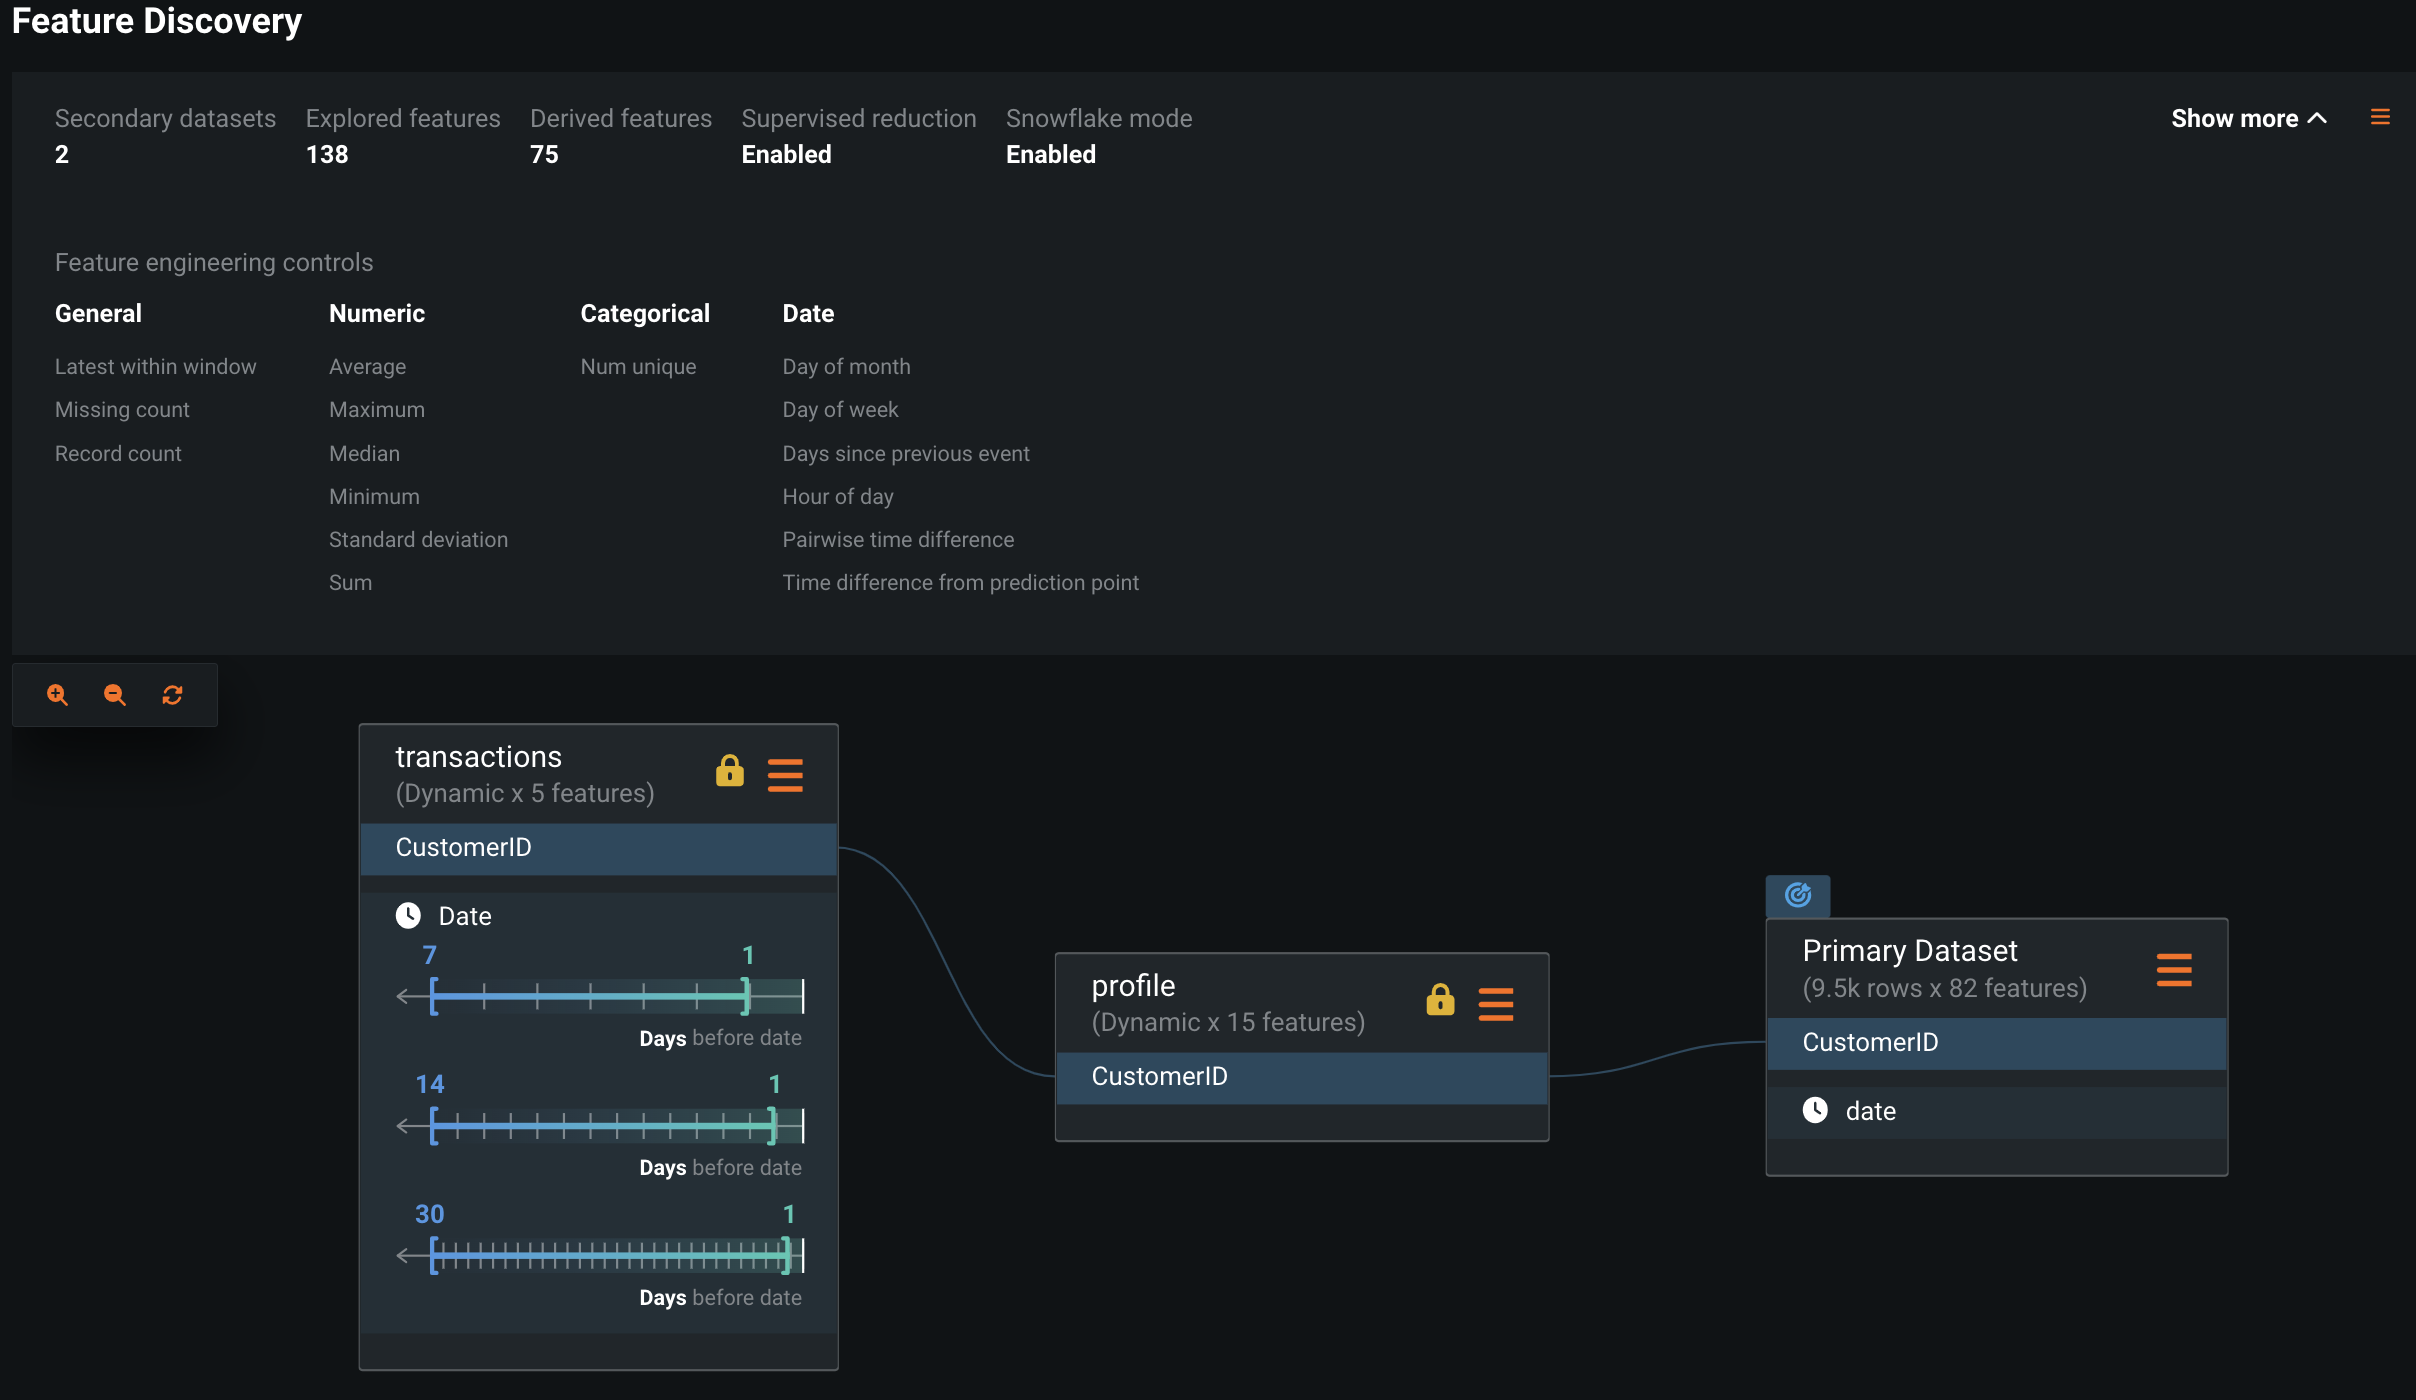 Feature Discovery
Secondary datasets Explored features Derived features Supervised reduction Snowflake mode
2 138 75 Enabled Enabled
Show more
Feature engineering controls
General Numeric Categorical Date
Latest within window Average Num unique Day of month
Missing count Maximum Day of week
Record count Median Days since previous event
Minimum Hour of day
Standard deviation Pairwise time difference
Sum Time difference from prediction point
transactions
(Dynamic x 5 features)
CustomerID
Date
7 1
Days before date
14 1
Days before date
30 1
Days before date
profile
(Dynamic x 15 features)
CustomerID
Primary Dataset
(9.5k rows x 82 features)
CustomerID
date